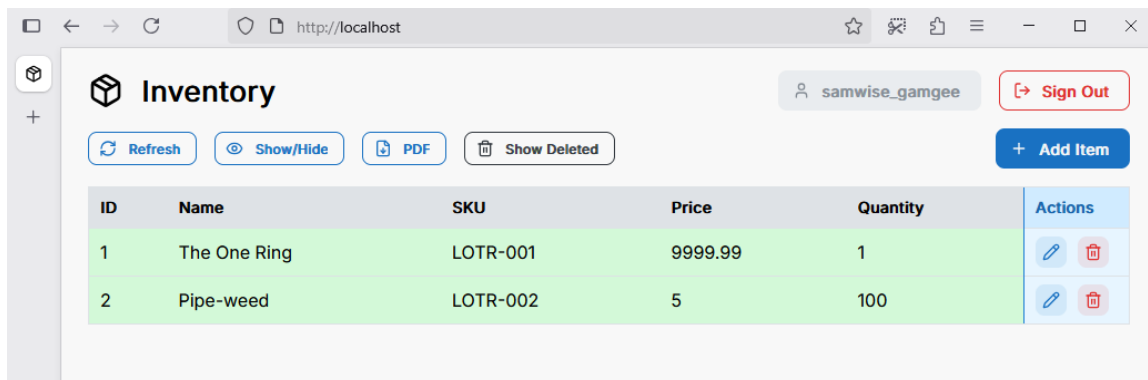 http://localhost
Inventory
samwise_gamgee
Sign Out
Refresh
Show/Hide
PDF
Show Deleted
+ Add Item
ID Name SKU Price Quantity Actions
1 The One Ring LOTR-001 9999.99 1
2 Pipe-weed LOTR-002 5 100